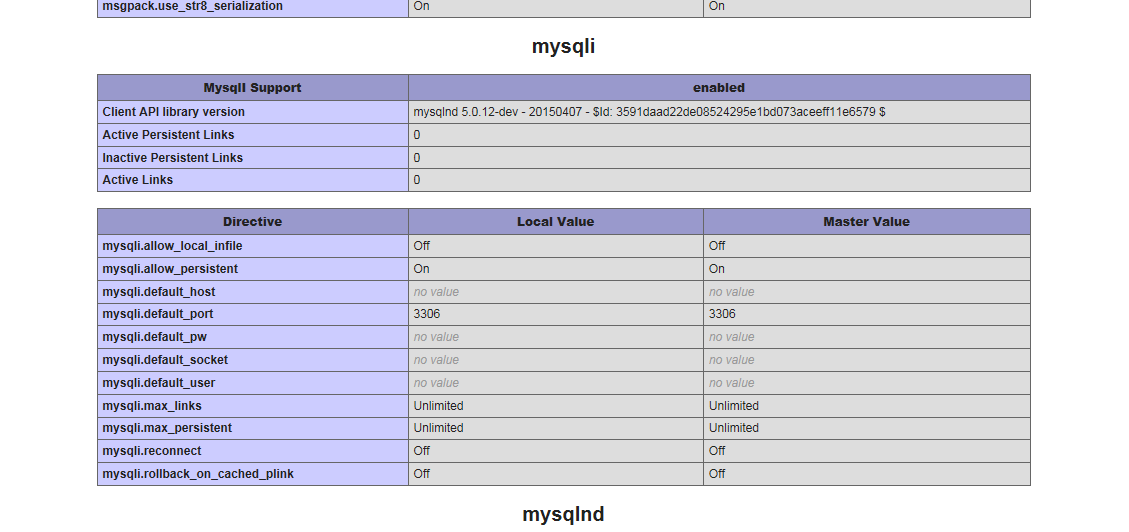 msgpack.use_str8_serialization On On
mysqli
MysqlI Support enabled
Client API library version mysqlnd 5.0.12-dev - 20150407 - $Id: 3591daad22de08524295e1bd073aceeff11e6579 $
Active Persistent Links 0
Inactive Persistent Links 0
Active Links 0
Directive Local Value Master Value
mysqli.allow_local_infile Off Off
mysqli.allow_persistent On On
mysqli.default_host no value no value
mysqli.default_port 3306 3306
mysqli.default_pw no value no value
mysqli.default_socket no value no value
mysqli.default_user no value no value
mysqli.max_links Unlimited Unlimited
mysqli.max_persistent Unlimited Unlimited
mysqli.reconnect Off Off
mysqli.rollback_on_cached_plink Off Off
mysqlnd